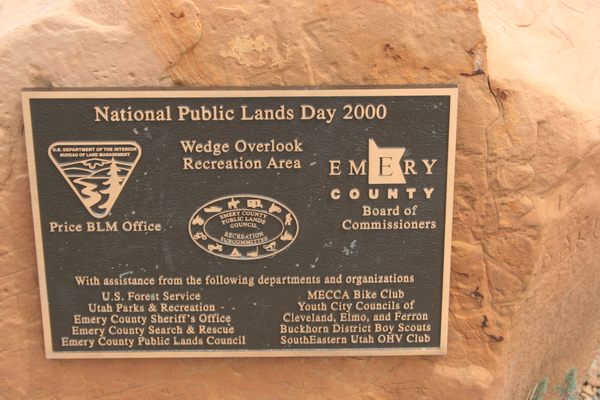 National Public Lands Day 2000
U.S. DEPARTMENT OF THE INTERIOR
BUREAU OF LAND MANAGEMENT
Price BLM Office
Wedge Overlook
Recreation Area
EMERY COUNTY
PUBLIC LANDS
COUNCIL
RECREATION
SUBCOMMITTEE
EMERY
COUNTY
Board of
Commissioners
With assistance from the following departments and organizations
U.S. Forest Service
Utah Parks & Recreation
Emery County Sheriff's Office
Emery County Search & Rescue
Emery County Public Lands Council
MECCA Bike Club
Youth City Councils of
Cleveland, Elmo, and Ferron
Buckhorn District Boy Scouts
SouthEastern Utah OHV Club